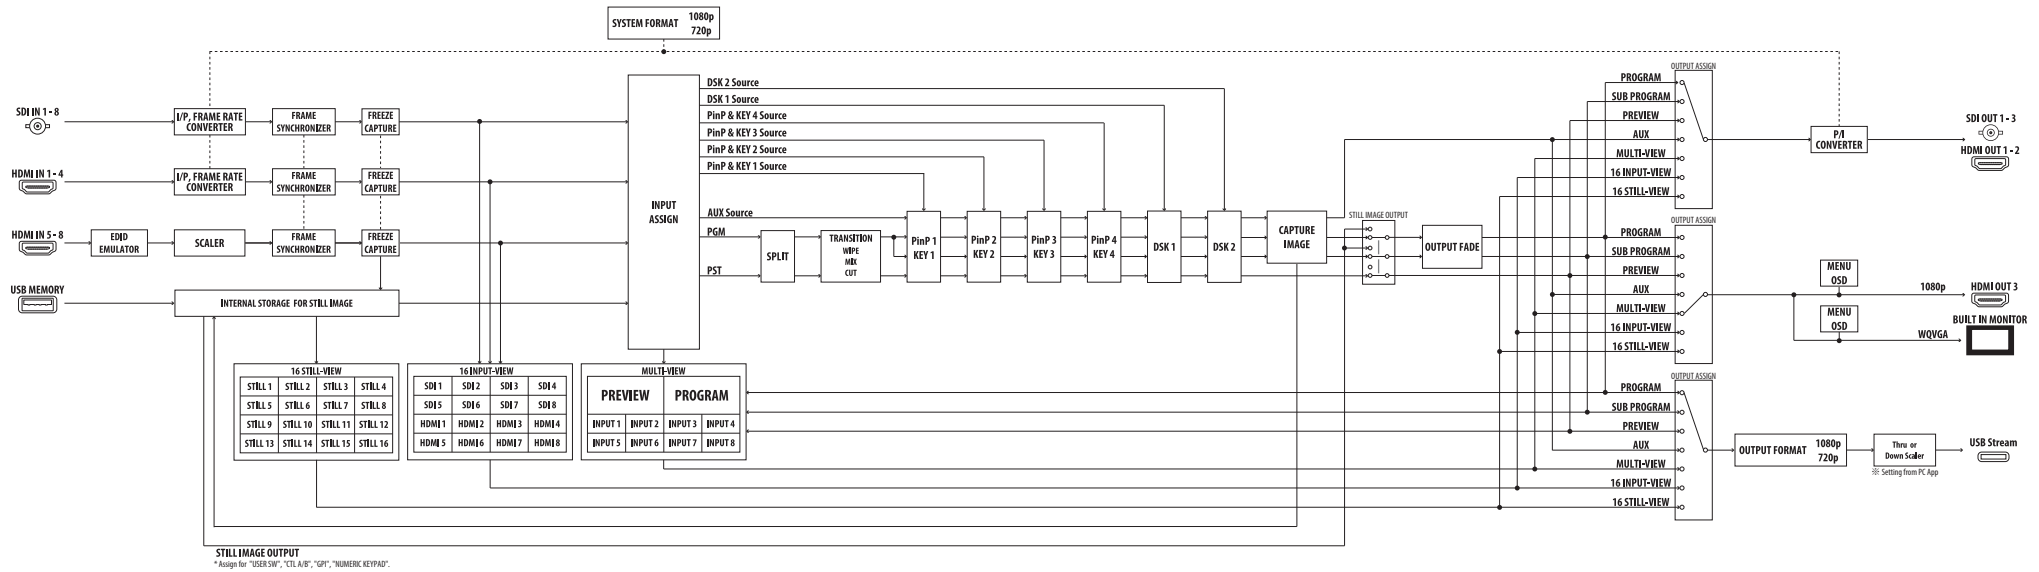 SYSTEM FORMAT 1080p
720p
SDI IN 1 - 8
I/P, FRAME RATE
CONVERTER
FRAME
SYNCHRONIZER
FREEZE
CAPTURE
HDMI IN 1 - 4
I/P, FRAME RATE
CONVERTER
FRAME
SYNCHRONIZER
FREEZE
CAPTURE
HDMI IN 5 - 8
EDID
EMULATOR
SCALER
FRAME
SYNCHRONIZER
FREEZE
CAPTURE
USB MEMORY
INTERNAL STORAGE FOR STILL IMAGE
INPUT
ASSIGN
DSK 2 Source
DSK 1 Source
PinP & KEY 4 Source
PinP & KEY 3 Source
PinP & KEY 2 Source
PinP & KEY 1 Source
AUX Source
PGM
PST
SPLIT
TRANSITION
WIPE
MIX
CUT
PinP 1
KEY 1
PinP 2
KEY 2
PinP 3
KEY 3
PinP 4
KEY 4
DSK 1
DSK 2
CAPTURE
IMAGE
STILL IMAGE OUTPUT
OUTPUT FADE
OUTPUT ASSIGN
PROGRAM
SUB PROGRAM
PREVIEW
AUX
MULTI-VIEW
16 INPUT-VIEW
16 STILL-VIEW
P/I
CONVERTER
SDI OUT 1 - 3
HDMI OUT 1 - 2
OUTPUT ASSIGN
PROGRAM
SUB PROGRAM
PREVIEW
AUX
MULTI-VIEW
16 INPUT-VIEW
16 STILL-VIEW
MENU
OSD
1080p
HDMI OUT 3
MENU
OSD
WQVGA
BUILT IN MONITOR
OUTPUT ASSIGN
PROGRAM
SUB PROGRAM
PREVIEW
AUX
MULTI-VIEW
16 INPUT-VIEW
16 STILL-VIEW
OUTPUT FORMAT 1080p
720p
Thru or
Down Scaler
※ Setting from PC App
USB Stream
16 STILL-VIEW
STILL 1 STILL 2 STILL 3 STILL 4
STILL 5 STILL 6 STILL 7 STILL 8
STILL 9 STILL 10 STILL 11 STILL 12
STILL 13 STILL 14 STILL 15 STILL 16
16 INPUT-VIEW
SDI 1 SDI 2 SDI 3 SDI 4
SDI 5 SDI 6 SDI 7 SDI 8
HDMI 1 HDMI 2 HDMI 3 HDMI 4
HDMI 5 HDMI 6 HDMI 7 HDMI 8
MULTI-VIEW
PREVIEW PROGRAM
INPUT 1 INPUT 2 INPUT 3 INPUT 4
INPUT 5 INPUT 6 INPUT 7 INPUT 8
STILL IMAGE OUTPUT
* Assign for "USER SW", "CTL A/B", "GPI", "NUMERIC KEYPAD".